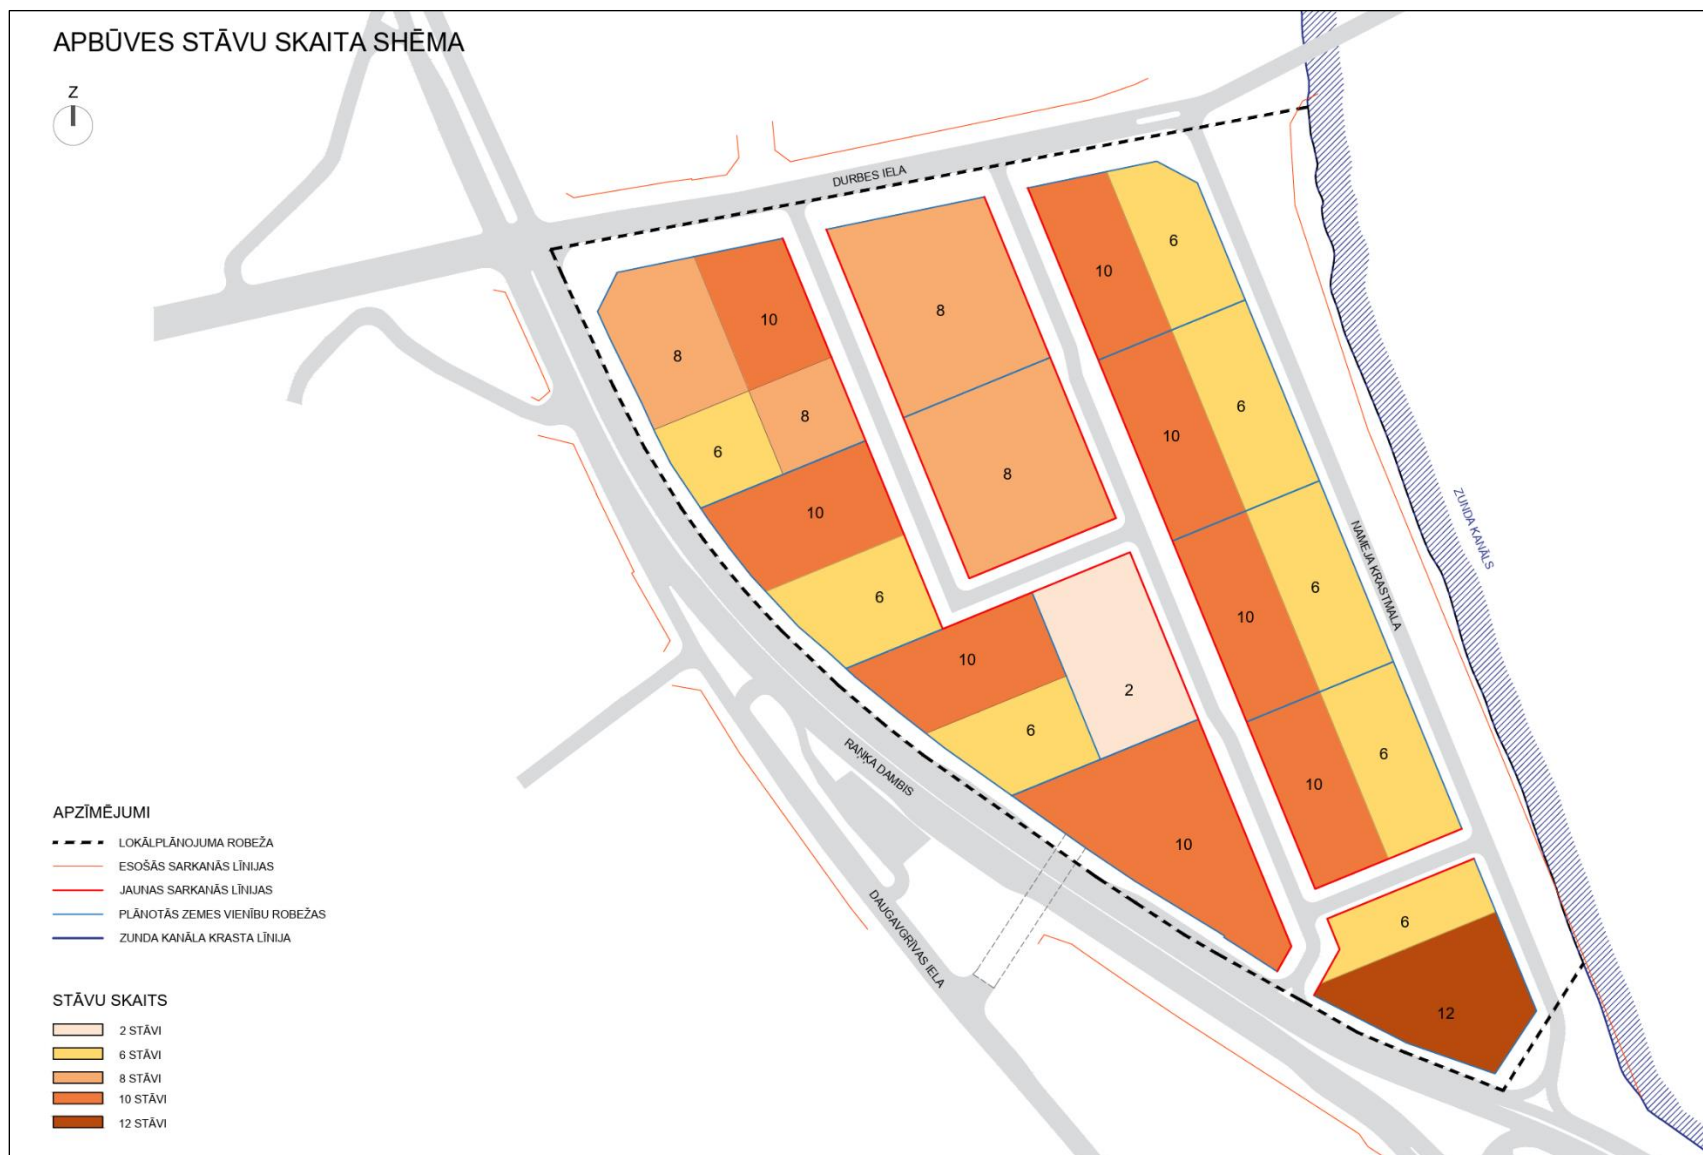 APBŪVES STĀVU SKAITA SHĒMA
Z
DURBES IELA
6
10
10
8
8
8
6
6
10
8
10
6
6
10
10
2
6
6
10
10
6
12
ZUNDA KANĀLS
NAMEJA KRASTMALA
RAŅĶA DAMBIS
DAUGAVGRĪVAS IELA
APZĪMĒJUMI
LOKĀLPLĀNOJUMA ROBEŽA
ESOŠĀS SARKANĀS LĪNIJAS
JAUNAS SARKANĀS LĪNIJAS
PLĀNOTĀS ZEMES VIENĪBU ROBEŽAS
ZUNDA KANĀLA KRASTA LĪNIJA
STĀVU SKAITS
2 STĀVI
6 STĀVI
8 STĀVI
10 STĀVI
12 STĀVI